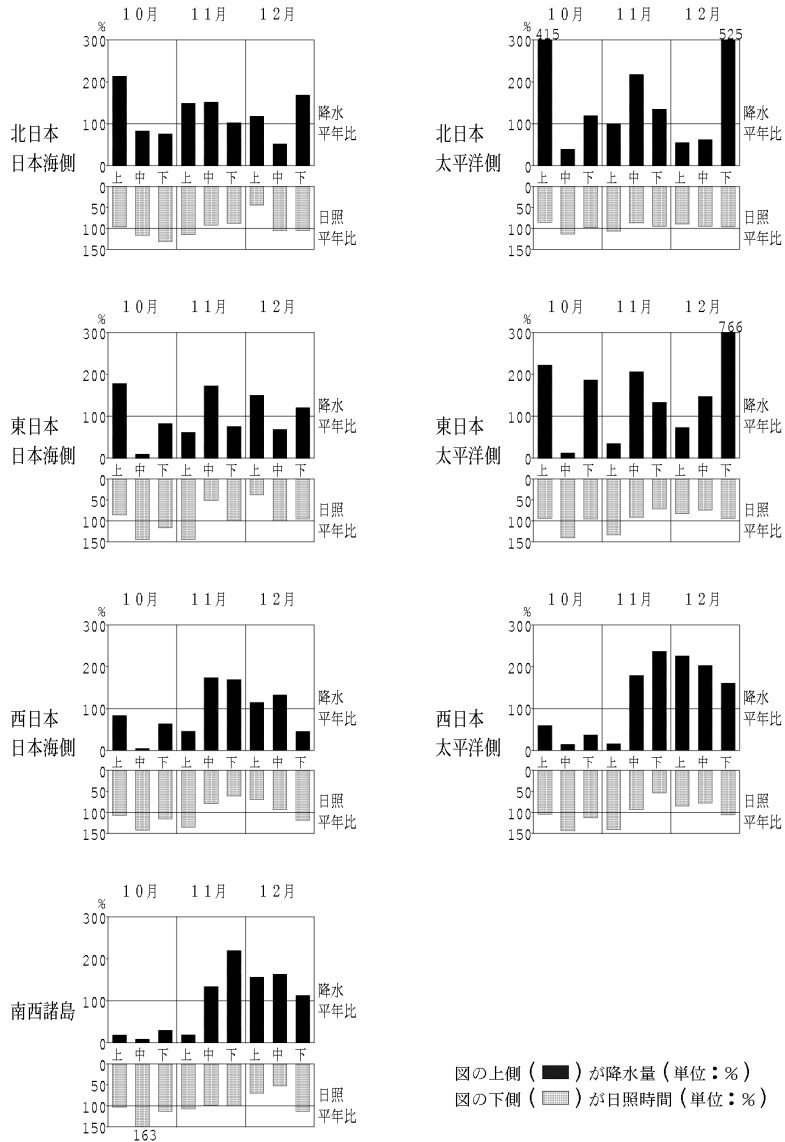 10月 11月 12月
%
300
200
100
0
北日本
日本海側
降水
平年比
上 中 下 上 中 下 上 中 下
0
50
100
150
日照
平年比
10月 11月 12月
%
415 525
300
200
100
0
北日本
太平洋側
降水
平年比
上 中 下 上 中 下 上 中 下
0
50
100
150
日照
平年比
10月 11月 12月
%
300
200
100
0
東日本
日本海側
降水
平年比
上 中 下 上 中 下 上 中 下
0
50
100
150
日照
平年比
10月 11月 12月
%
766
300
200
100
0
東日本
太平洋側
降水
平年比
上 中 下 上 中 下 上 中 下
0
50
100
150
日照
平年比
10月 11月 12月
%
300
200
100
0
西日本
日本海側
降水
平年比
上 中 下 上 中 下 上 中 下
0
50
100
150
日照
平年比
10月 11月 12月
%
300
200
100
0
西日本
太平洋側
降水
平年比
上 中 下 上 中 下 上 中 下
0
50
100
150
日照
平年比
10月 11月 12月
%
300
200
100
0
南西諸島
降水
平年比
上 中 下 上 中 下 上 中 下
0
50
100
150
日照
平年比
163
図の上側(■)が降水量(単位:%)
図の下側( )が日照時間(単位:%)